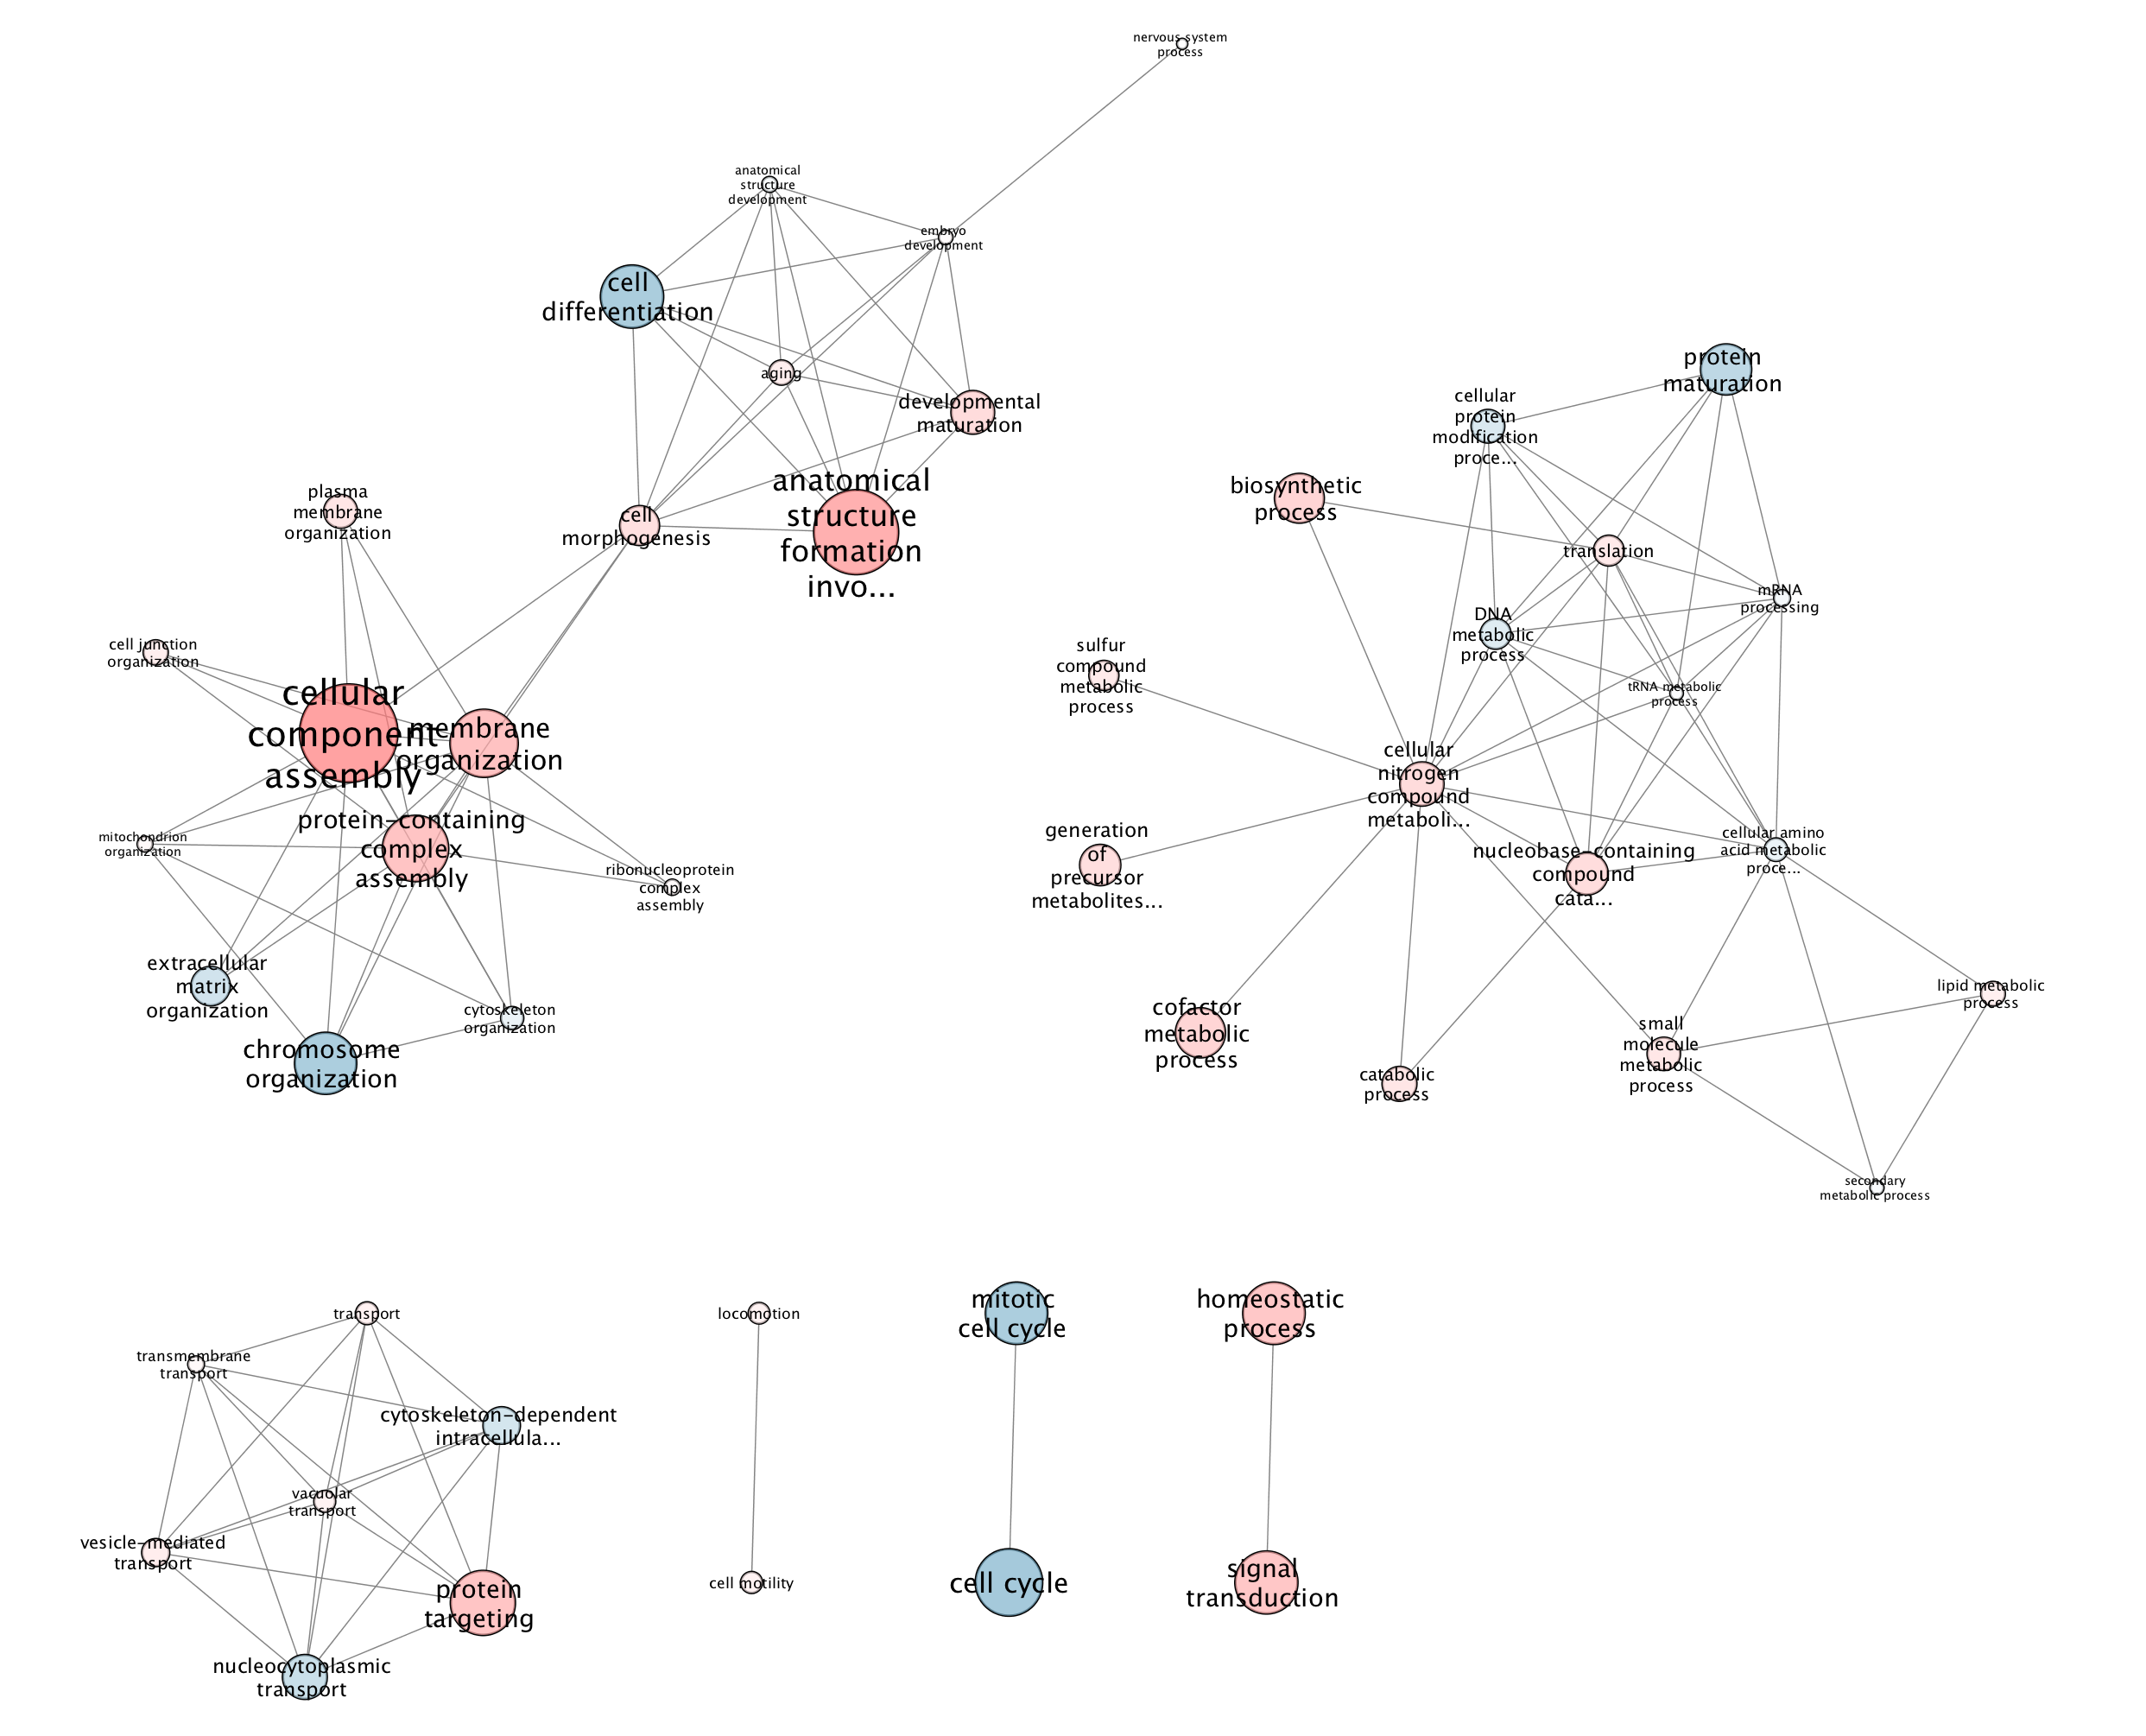 nervous system
process
anatomical
structure
development
embryo
development
cell
differentiation
aging
developmental
maturation
anatomical
structure
formation
invo...
cell
morphogenesis
plasma
membrane
organization
cell junction
organization
cellular
component
assembly
membrane
organization
mitochondrion
organization
protein-containing
complex
assembly
ribonucleoprotein
complex
assembly
extracellular
matrix
organization
cytoskeleton
organization
chromosome
organization
protein
maturation
cellular
protein
modification
proce...
biosynthetic
process
translation
mRNA
processing
DNA
metabolic
process
sulfur
compound
metabolic
process
tRNA metabolic
process
cellular
nitrogen
compound
metaboli...
generation
of
precursor
metabolites...
nucleobase-containing
compound
cata...
cellular amino
acid metabolic
proce...
cofactor
metabolic
process
catabolic
process
small
molecule
metabolic
process
lipid metabolic
process
secondary
metabolic process
transport
transmembrane
transport
cytoskeleton-dependent
intracellula...
vacuolar
transport
vesicle-mediated
transport
protein
targeting
nucleocytoplasmic
transport
locomotion
cell motility
mitotic
cell cycle
cell cycle
homeostatic
process
signal
transduction